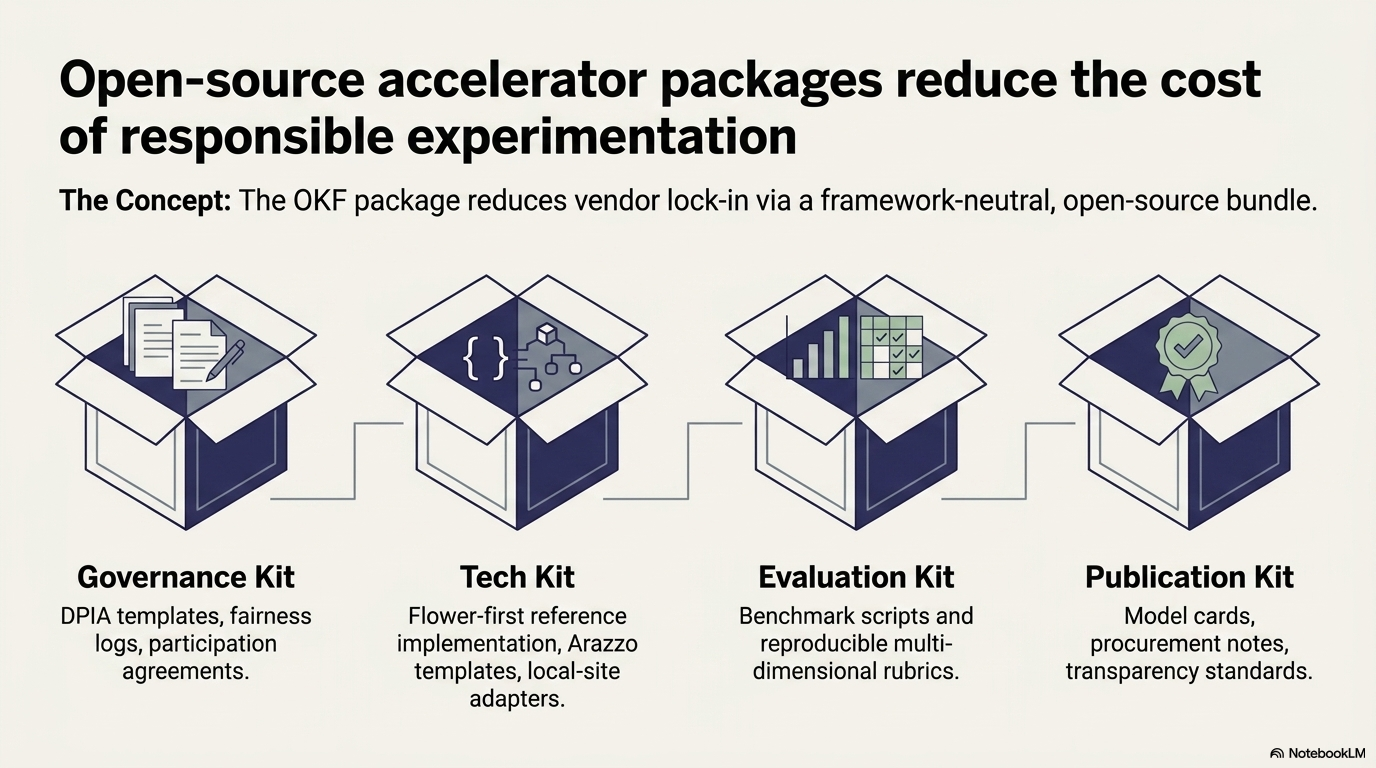 Open-source accelerator packages reduce the cost
of responsible experimentation
The Concept: The OKF package reduces vendor lock-in via a framework-neutral, open-source bundle.
{ }
Governance Kit
DPIA templates, fairness
logs, participation
agreements.
Tech Kit
Flower-first reference
implementation, Arazzo
templates, local-site
adapters.
Evaluation Kit
Benchmark scripts and
reproducible multi-
dimensional rubrics.
Publication Kit
Model cards,
procurement notes,
transparency standards.
NotebookLM